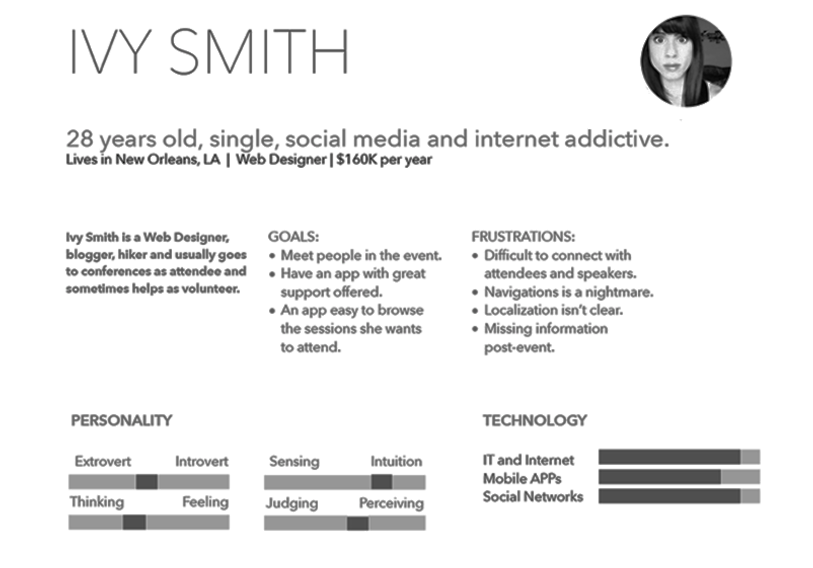 IVY SMITH
28 years old, single, social media and internet addictive.
Lives in New Orleans, LA | Web Designer | $160K per year
Ivy Smith is a Web Designer,
blogger, hiker and usually goes
to conferences as attendee and
sometimes helps as volunteer.
GOALS:
• Meet people in the event.
• Have an app with great
support offered.
• An app easy to browse
the sessions she wants
to attend.
FRUSTRATIONS:
• Difficult to connect with
attendees and speakers.
• Navigations is a nightmare.
• Localization isn't clear.
• Missing information
post-event.
PERSONALITY
Extrovert Introvert
Thinking Feeling
Sensing Intuition
Judging Perceiving
TECHNOLOGY
IT and Internet
Mobile APPs
Social Networks